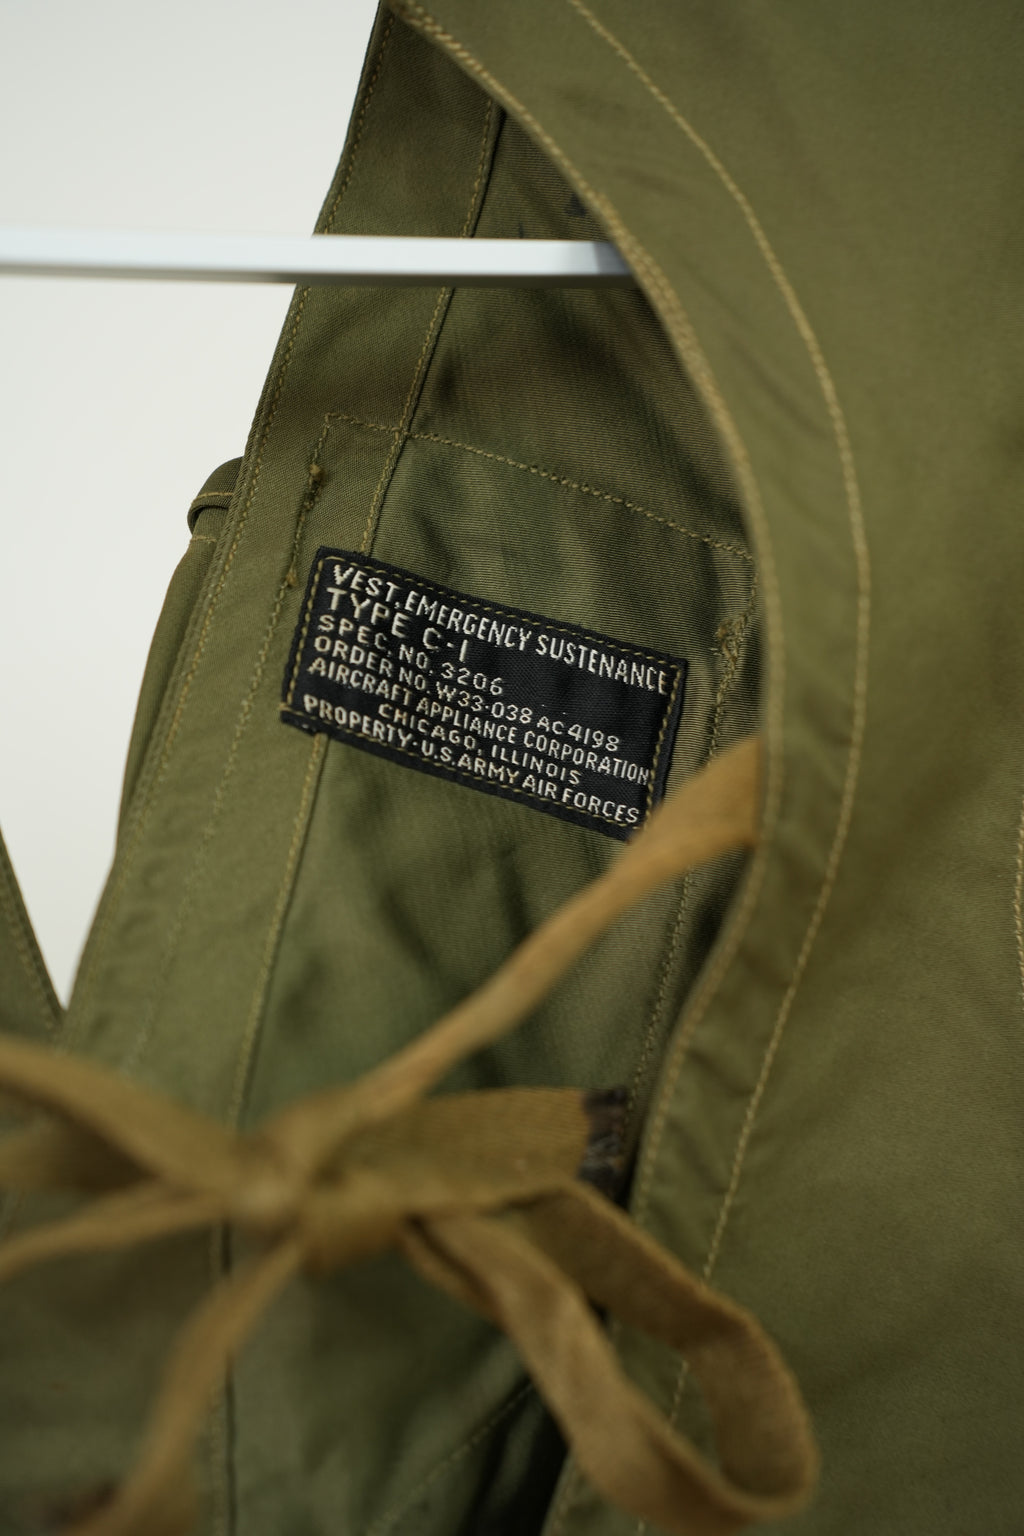 VEST, EMERGENCY SUSTENANCE
TYPE C-1
SPEC. NO. 3206
ORDER NO. W33-038 AC 4198
AIRCRAFT APPLIANCE CORPORATION
CHICAGO, ILLINOIS
PROPERTY-U.S. ARMY AIR FORCES